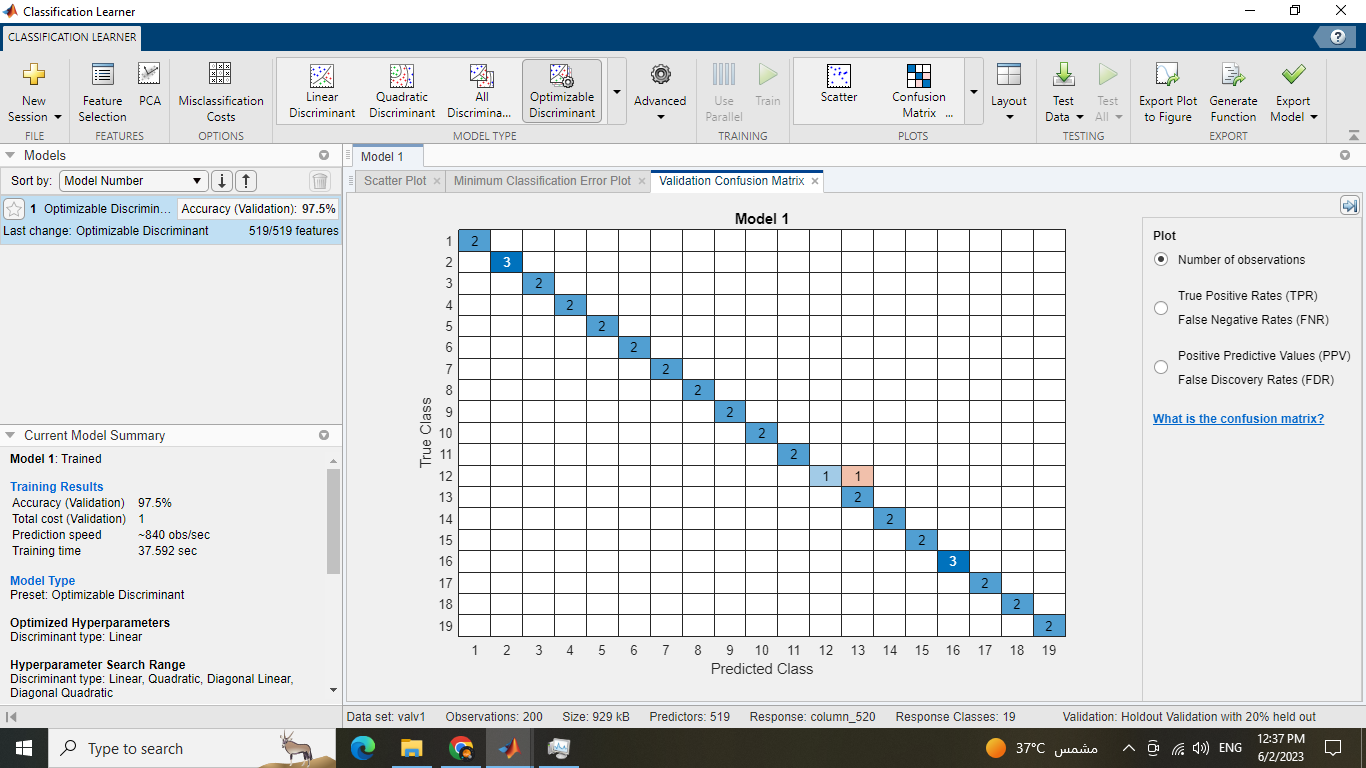 Classification Learner
CLASSIFICATION LEARNER
New Session
Feature Selection
PCA
Misclassification Costs
Linear Discriminant
Quadratic Discriminant
All Discrimina...
Optimizable Discriminant
Advanced
Use Parallel
Train
Scatter
Confusion Matrix ...
Layout
Test Data
Test All
Export Plot to Figure
Generate Function
Export Model
FILE
FEATURES
OPTIONS
MODEL TYPE
TRAINING
PLOTS
TESTING
EXPORT
Models
Sort by: Model Number
1 Optimizable Discrimin... Accuracy (Validation): 97.5%
Last change: Optimizable Discriminant 519/519 features
Current Model Summary
Model 1: Trained
Training Results
Accuracy (Validation) 97.5%
Total cost (Validation) 1
Prediction speed ~840 obs/sec
Training time 37.592 sec
Model Type
Preset: Optimizable Discriminant
Optimized Hyperparameters
Discriminant type: Linear
Hyperparameter Search Range
Discriminant type: Linear, Quadratic, Diagonal Linear,
Diagonal Quadratic
Model 1
Scatter Plot
Minimum Classification Error Plot
Validation Confusion Matrix
Model 1
True Class
1 2
2 3
3 2
4 2
5 2
6 2
7 2
8 2
9 2
10 2
11 2
12 1 1
13 2
14 2
15 2
16 3
17 2
18 2
19 2
1 2 3 4 5 6 7 8 9 10 11 12 13 14 15 16 17 18 19
Predicted Class
Plot
Number of observations
True Positive Rates (TPR)
False Negative Rates (FNR)
Positive Predictive Values (PPV)
False Discovery Rates (FDR)
What is the confusion matrix?
Data set: valv1 Observations: 200 Size: 929 kB Predictors: 519 Response: column_520 Response Classes: 19 Validation: Holdout Validation with 20% held out
Type to search
37°C مشمس
ENG
12:37 PM
6/2/2023